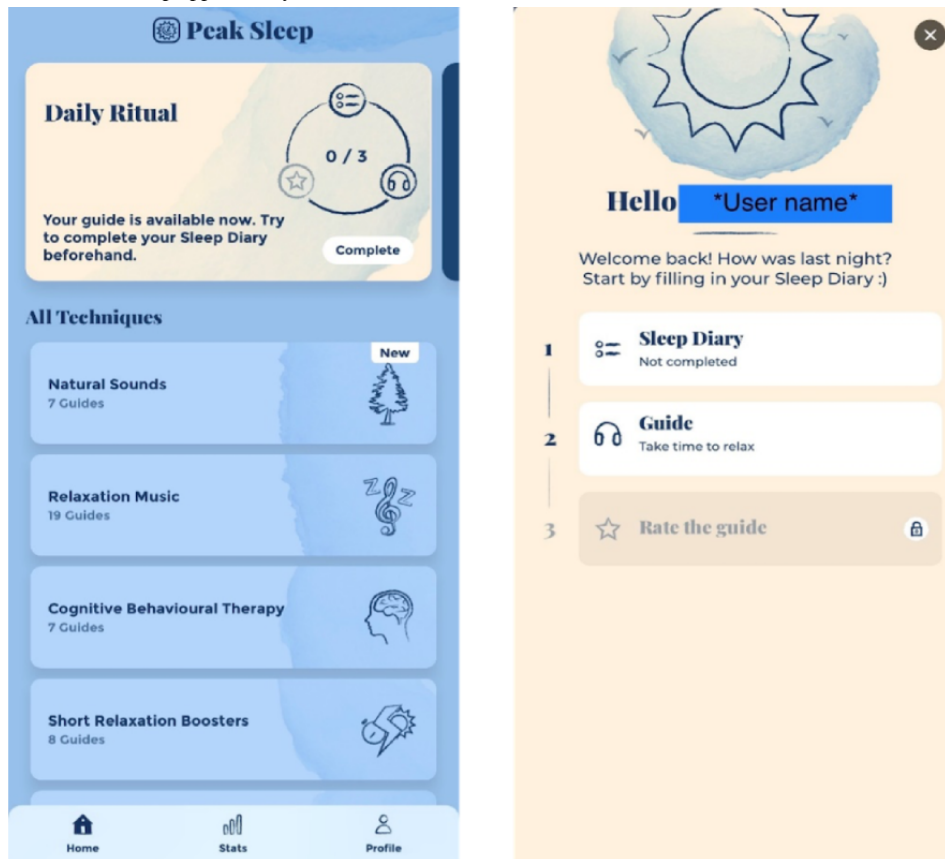 Peak Sleep
Daily Ritual
0 / 3
Your guide is available now. Try
to complete your Sleep Diary
beforehand.
Complete
All Techniques
New
Natural Sounds
7 Guides
Relaxation Music
19 Guides
Cognitive Behavioural Therapy
7 Guides
Short Relaxation Boosters
8 Guides
Home
Stats
Profile
Hello *User name*
Welcome back! How was last night?
Start by filling in your Sleep Diary :)
1
Sleep Diary
Not completed
2
Guide
Take time to relax
3
Rate the guide